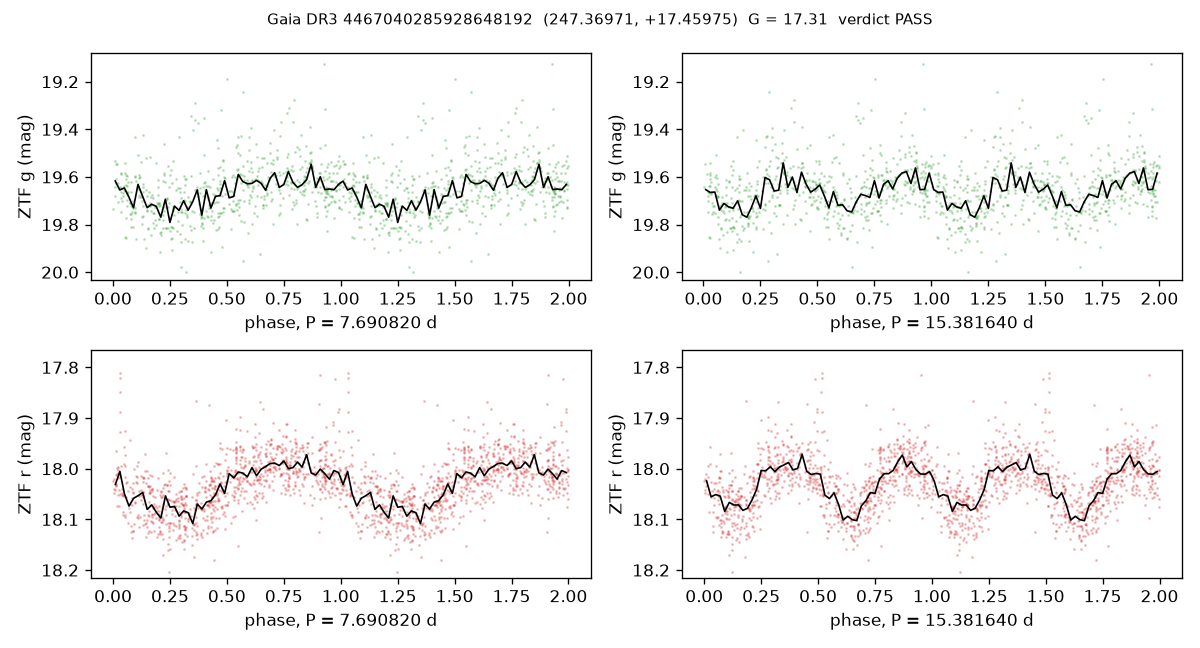 Gaia DR3 4467040285928648192 (247.36971, +17.45975) G = 17.31 verdict PASS
ZTF g (mag)
19.2
19.4
19.6
19.8
20.0
0.00 0.25 0.50 0.75 1.00 1.25 1.50 1.75 2.00
phase, P = 7.690820 d
ZTF g (mag)
19.2
19.4
19.6
19.8
20.0
0.00 0.25 0.50 0.75 1.00 1.25 1.50 1.75 2.00
phase, P = 15.381640 d
ZTF r (mag)
17.8
17.9
18.0
18.1
18.2
0.00 0.25 0.50 0.75 1.00 1.25 1.50 1.75 2.00
phase, P = 7.690820 d
ZTF r (mag)
17.8
17.9
18.0
18.1
18.2
0.00 0.25 0.50 0.75 1.00 1.25 1.50 1.75 2.00
phase, P = 15.381640 d